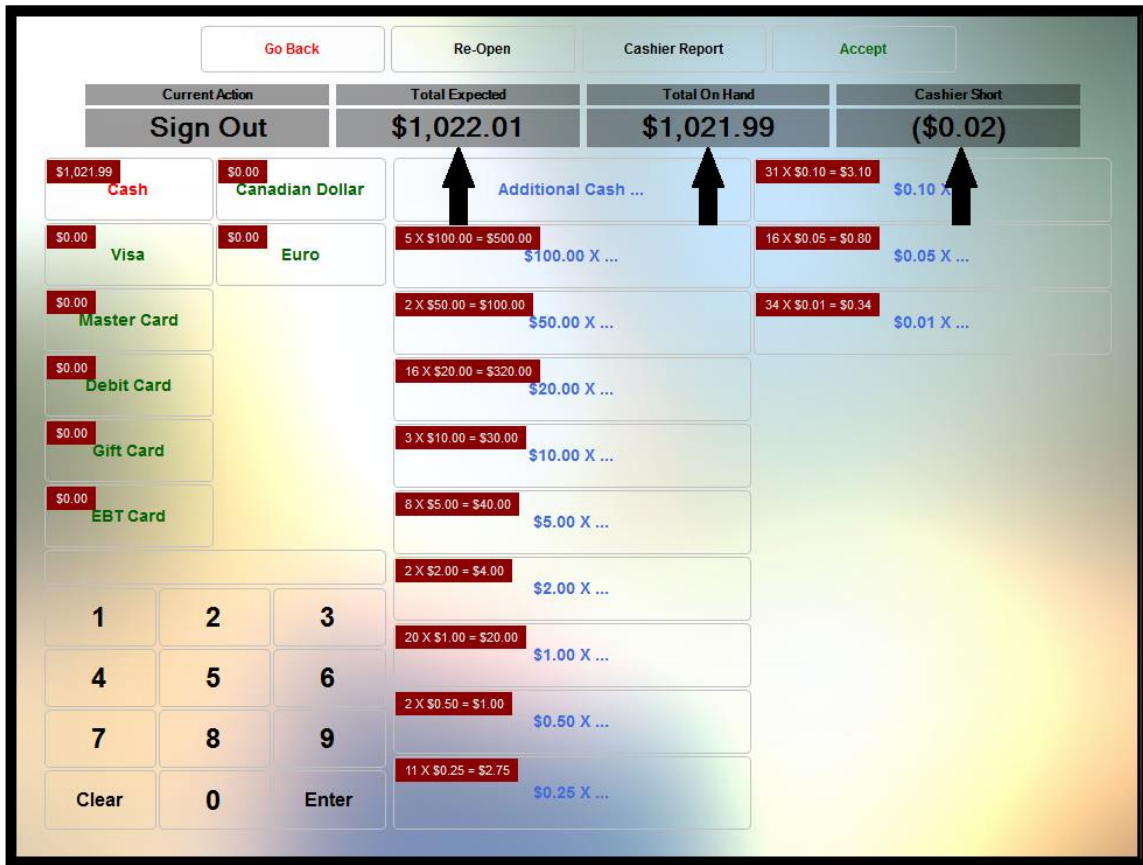 Go Back
Re-Open
Cashier Report
Accept
Current Action
Total Expected
Total On Hand
Cashier Short
Sign Out
$1,022.01
$1,021.99
($0.02)
$1,021.99
Cash
$0.00
Canadian Dollar
Additional Cash ...
31 X $0.10 = $3.10
$0.10 X
$0.00
Visa
$0.00
Euro
5 X $100.00 = $500.00
$100.00 X ...
16 X $0.05 = $0.80
$0.05 X ...
$0.00
Master Card
2 X $50.00 = $100.00
$50.00 X ...
34 X $0.01 = $0.34
$0.01 X ...
$0.00
Debit Card
16 X $20.00 = $320.00
$20.00 X ...
$0.00
Gift Card
3 X $10.00 = $30.00
$10.00 X ...
$0.00
EBT Card
8 X $5.00 = $40.00
$5.00 X ...
2 X $2.00 = $4.00
$2.00 X ...
1 2 3
20 X $1.00 = $20.00
$1.00 X ...
4 5 6
2 X $0.50 = $1.00
$0.50 X ...
7 8 9
11 X $0.25 = $2.75
$0.25 X ...
Clear 0 Enter